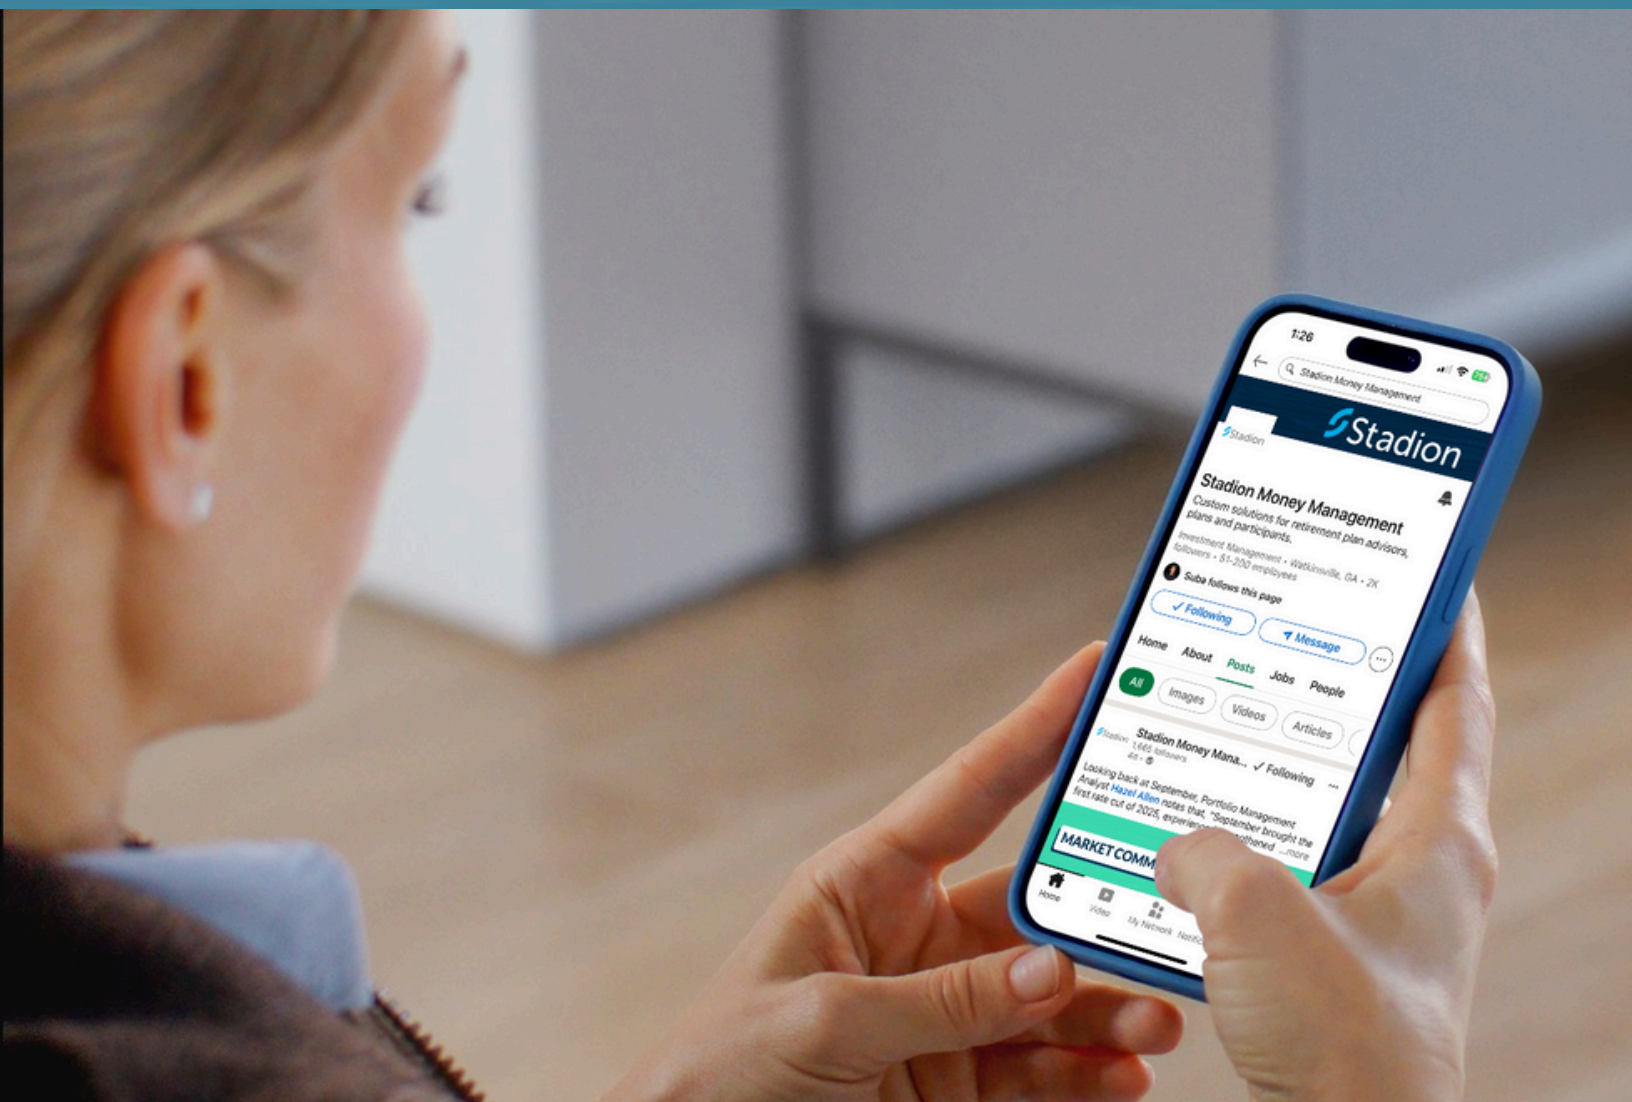 1:26
Stadion Money Management
Stadion
Stadion
Stadion Money Management
Custom solutions for retirement plan advisors,
plans and participants.
Investment Management • Watkinsville, GA • 2K
followers • 51-200 employees
Suba follows this page
✓ Following
Message
Home About Posts Jobs People
All Images Videos Articles
Stadion
Stadion Money Mana... ✓ Following
1,665 followers
4d
Looking back at September, Portfolio Management
Analyst Hazel Allen notes that, "September brought the
first rate cut of 2025, ...more
MARKET COMM
Home Video My Network Notific